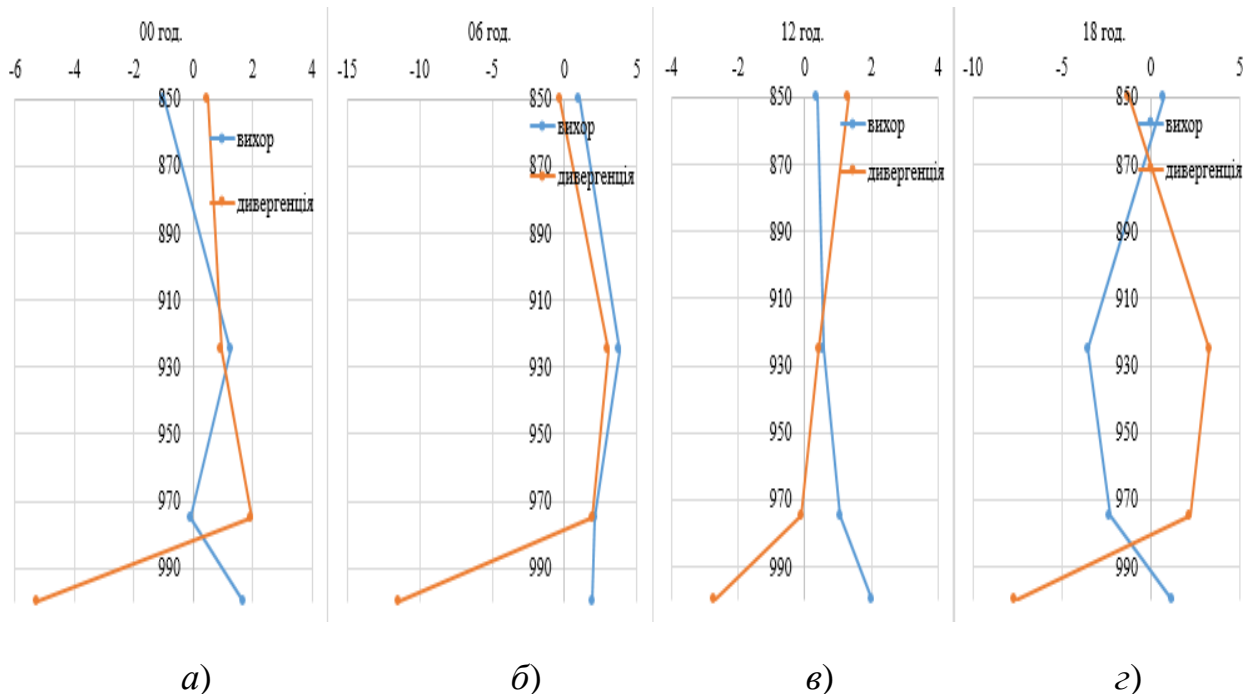 00 год.
-6 -4 -2 0 2 4
850
870
890
910
930
950
970
990
вихор
дивергенція
а)
06 год.
-15 -10 -5 0 5
850
870
890
910
930
950
970
990
вихор
дивергенція
б)
12 год.
-4 -2 0 2 4
850
870
890
910
930
950
970
990
вихор
дивергенція
в)
18 год.
-10 -5 0 5
850
870
890
910
930
950
970
990
вихор
дивергенція
г)